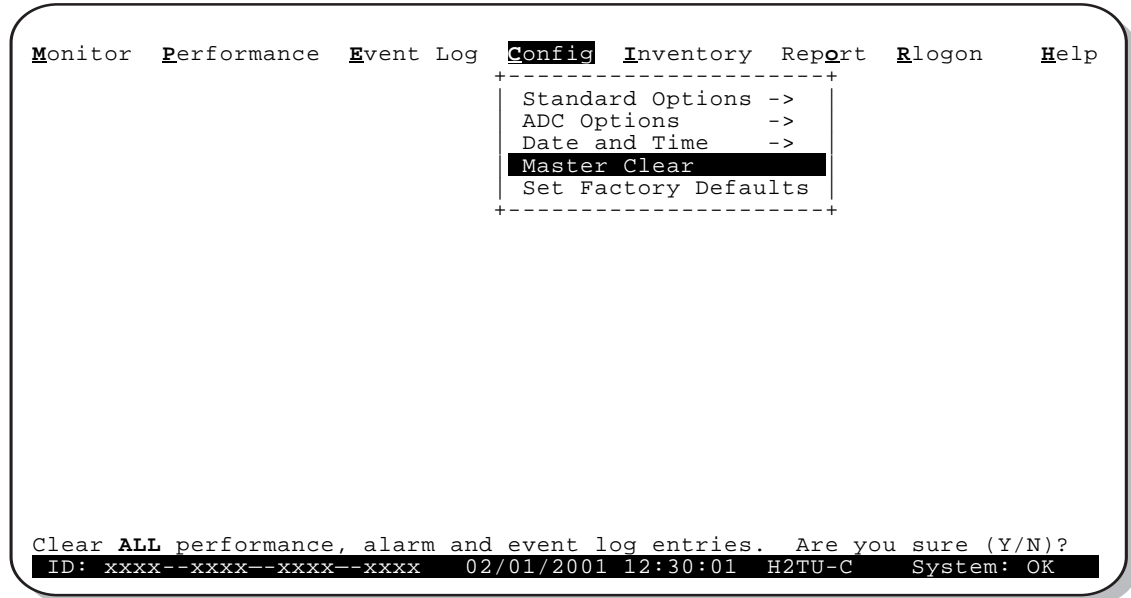 Monitor Performance Event Log Config Inventory Report Rlogon Help
+----------------------+
| Standard Options -> |
| ADC Options -> |
| Date and Time -> |
Master Clear
| Set Factory Defaults |
+----------------------+
Clear ALL performance, alarm and event log entries. Are you sure (Y/N)?
ID: xxxx--xxxx--xxxx--xxxx 02/01/2001 12:30:01 H2TU-C System: OK